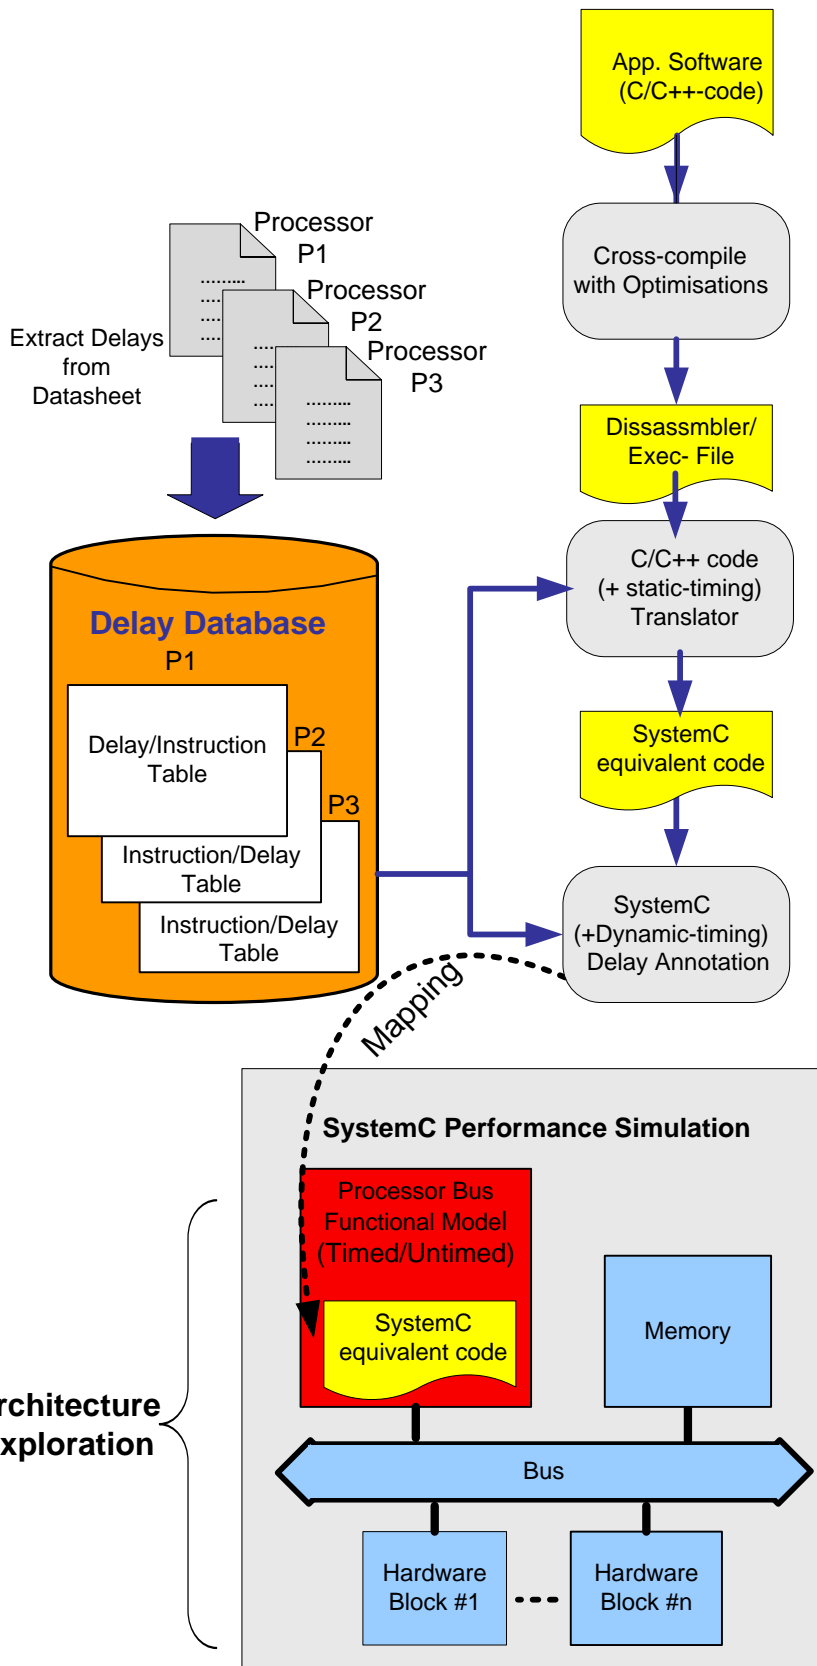 App. Software
(C/C++-code)
Cross-compile
with Optimisations
Dissassmbler/
Exec- File
C/C++ code
(+ static-timing)
Translator
SystemC
equivalent code
SystemC
(+Dynamic-timing)
Delay Annotation
Processor
P1
Processor
P2
Processor
P3
Extract Delays
from
Datasheet
Delay Database
P1
Delay/Instruction
Table
P2
Instruction/Delay
Table
P3
Instruction/Delay
Table
Mapping
SystemC Performance Simulation
Processor Bus
Functional Model
(Timed/Untimed)
SystemC
equivalent code
Memory
rchitecture
xploration
Bus
Hardware
Block #1
Hardware
Block #n